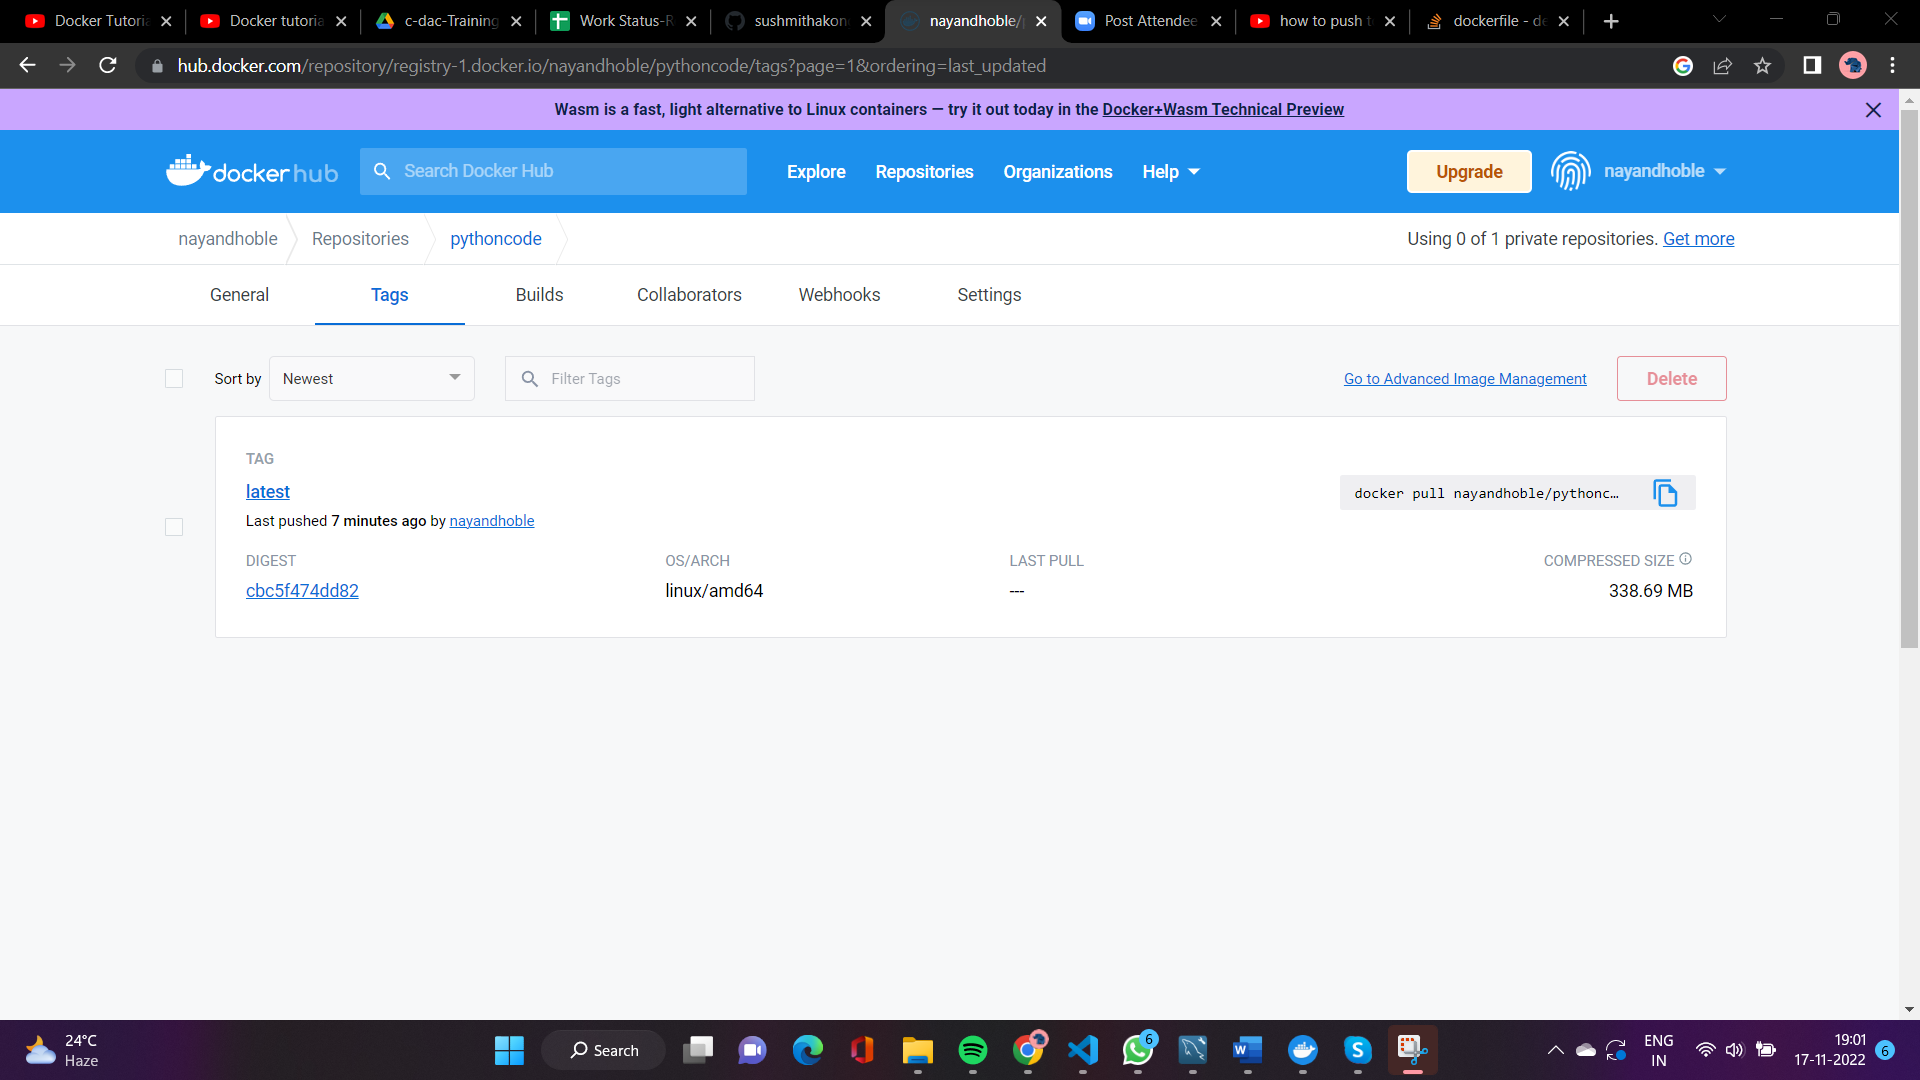 Docker Tutoria
Docker tutoria
c-dac-Training
Work Status-R
sushmithakon
nayandhoble/p
Post Attendee
how to push t
dockerfile - de
hub.docker.com/repository/registry-1.docker.io/nayandhoble/pythoncode/tags?page=1&ordering=last_updated
Wasm is a fast, light alternative to Linux containers — try it out today in the Docker+Wasm Technical Preview
dockerhub
Search Docker Hub
Explore
Repositories
Organizations
Help
Upgrade
nayandhoble
nayandhoble
Repositories
pythoncode
Using 0 of 1 private repositories. Get more
General
Tags
Builds
Collaborators
Webhooks
Settings
Sort by
Newest
Filter Tags
Go to Advanced Image Management
Delete
TAG
latest
docker pull nayandhoble/pythonc…
Last pushed 7 minutes ago by nayandhoble
DIGEST
OS/ARCH
LAST PULL
COMPRESSED SIZE
cbc5f474dd82
linux/amd64
---
338.69 MB
24°C
Haze
Search
6
ENG
IN
19:01
17-11-2022
6